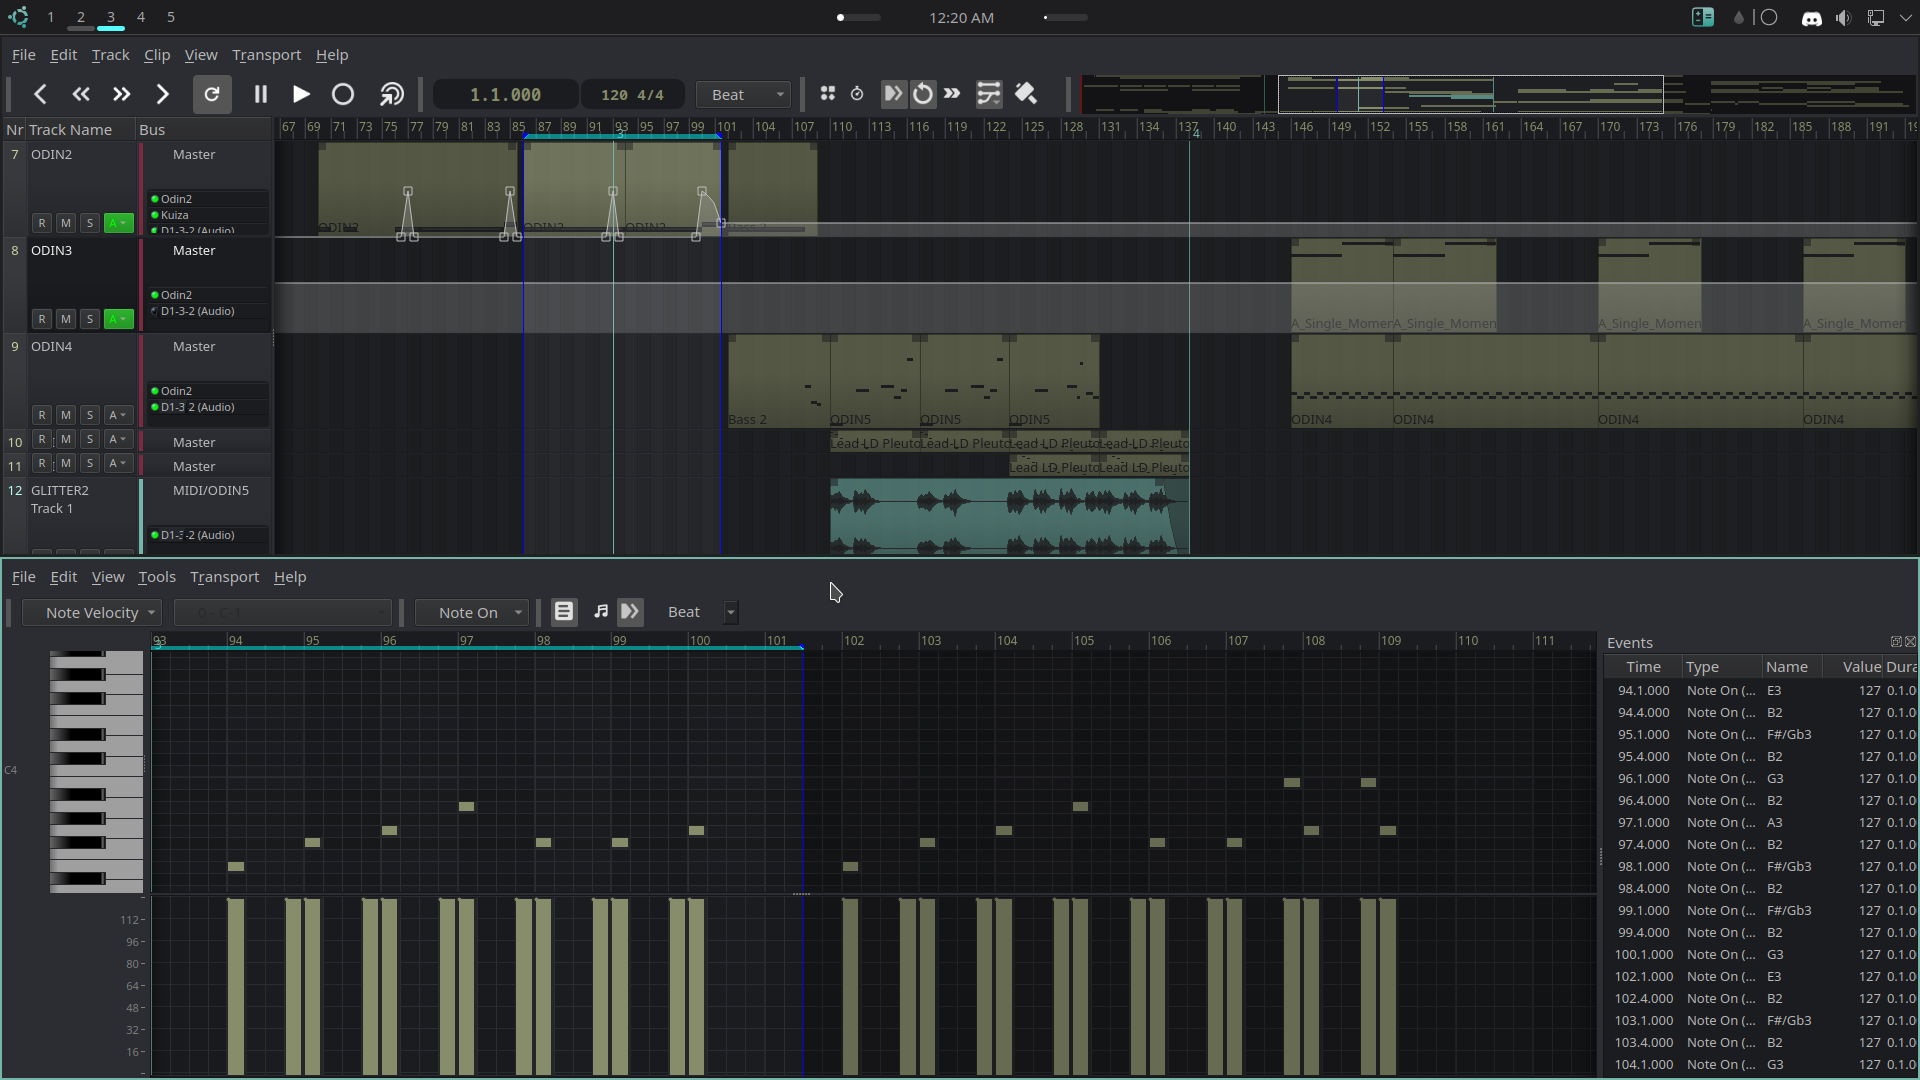 1 2 3 4 5 12:20 AM
File Edit Track Clip View Transport Help
1.1.000 120 4/4 Beat
Nr Track Name Bus 67 69 71 73 75 77 79 81 83 85 87 89 91 93 95 97 99 101 104 107 110 113 116 119 122 125 128 131 134 137 140 143 146 149 152 155 158 161 164 167 170 173 176 179 182 185 188 191
3 4
7 ODIN2 Master
Odin2
Kuiza
R M S A D1-3-2 (Audio)
ODIN2 ODIN2 ODIN2 Bass 2
8 ODIN3 Master
Odin2
R M S A D1-3-2 (Audio)
A_Single_Momen A_Single_Momen A_Single_Momen A_Single_Momen
9 ODIN4 Master
Odin2
R M S A D1-3 2 (Audio)
Bass 2 ODIN5 ODIN5 ODIN5 ODIN4 ODIN4 ODIN4 ODIN4
10 R M S A Master Lead-LD Pleuto Lead-LD Pleuto Lead-LD Pleuto Lead-LD Pleuto
11 R M S A Master Lead LD Pleuto Lead LD Pleuto
12 GLITTER2 MIDI/ODIN5
Track 1
D1-3-2 (Audio)
File Edit View Tools Transport Help
Note Velocity 0 - C-1 Note On Beat
93 94 95 96 97 98 99 100 101 102 103 104 105 106 107 108 109 110 111
3
C4
112
96
80
64
48
32
16
Events
Time Type Name Value Dura
94.1.000 Note On (... E3 127 0.1.0
94.4.000 Note On (... B2 127 0.1.0
95.1.000 Note On (... F#/Gb3 127 0.1.0
95.4.000 Note On (... B2 127 0.1.0
96.1.000 Note On (... G3 127 0.1.0
96.4.000 Note On (... B2 127 0.1.0
97.1.000 Note On (... A3 127 0.1.0
97.4.000 Note On (... B2 127 0.1.0
98.1.000 Note On (... F#/Gb3 127 0.1.0
98.4.000 Note On (... B2 127 0.1.0
99.1.000 Note On (... F#/Gb3 127 0.1.0
99.4.000 Note On (... B2 127 0.1.0
100.1.000 Note On (... G3 127 0.1.0
102.1.000 Note On (... E3 127 0.1.0
102.4.000 Note On (... B2 127 0.1.0
103.1.000 Note On (... F#/Gb3 127 0.1.0
103.4.000 Note On (... B2 127 0.1.0
104.1.000 Note On (... G3 127 0.1.0